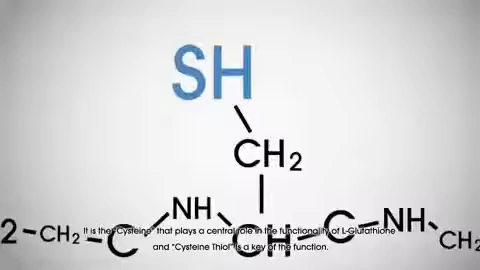 SH
CH₂
NH
2 CH₂ C CH C NH CH₂
It is the "Cysteine" that plays a central role in the functionality of L-Glutathione
and "Cysteine Thiol" is a key of the function.